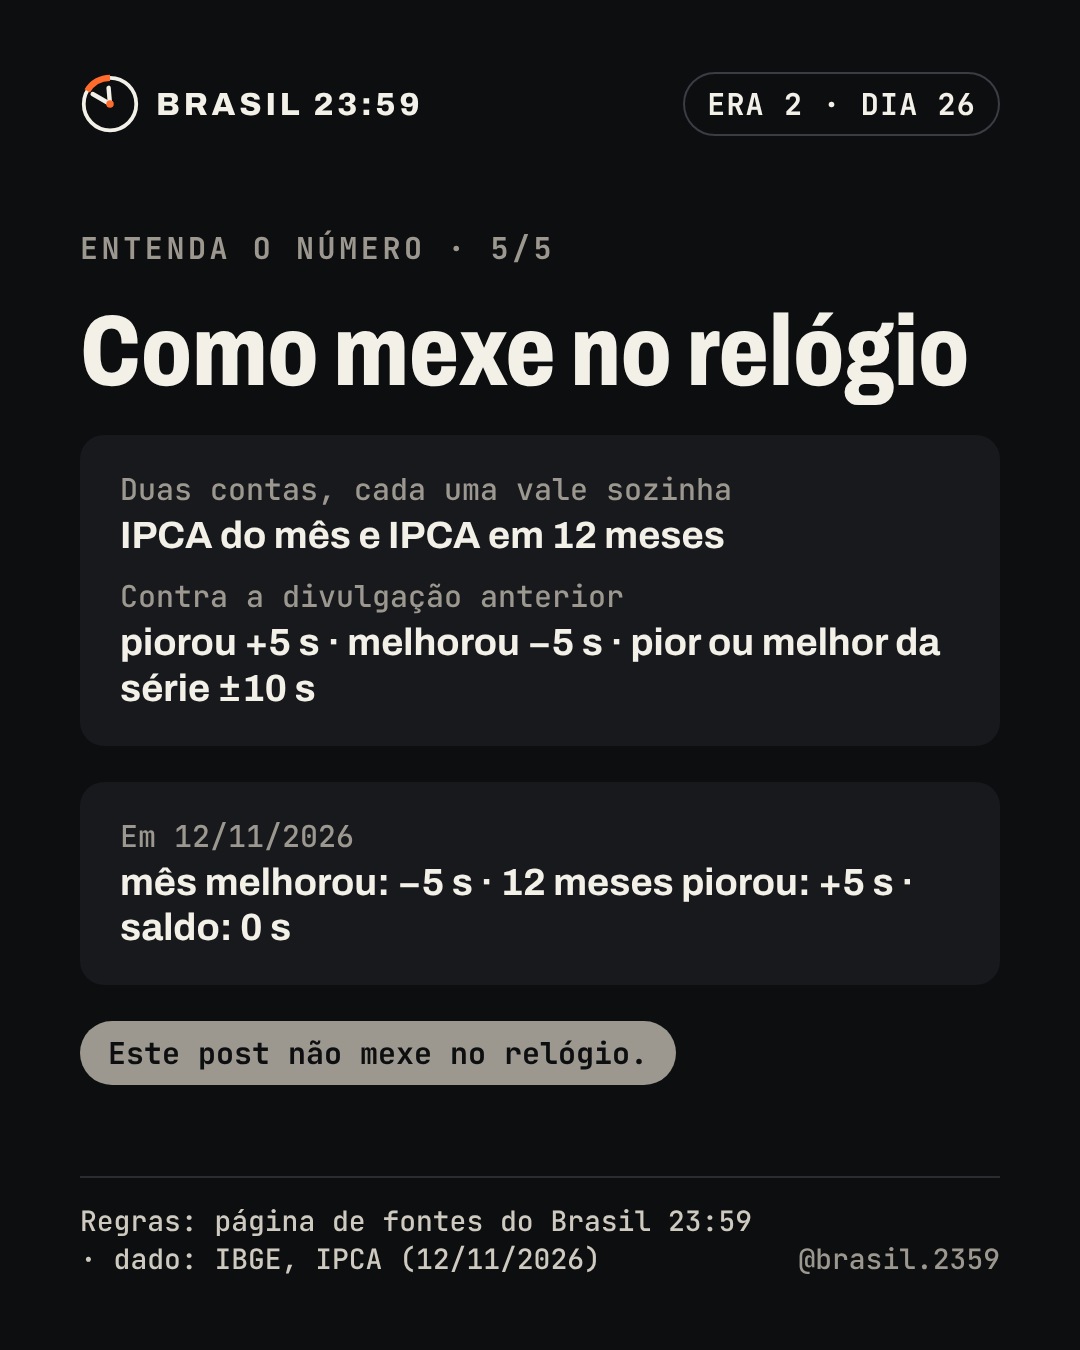 BRASIL 23:59
ERA 2 · DIA 26
ENTENDA O NÚMERO · 5/5
Como mexe no relógio
Duas contas, cada uma vale sozinha
IPCA do mês e IPCA em 12 meses
Contra a divulgação anterior
piorou +5 s · melhorou −5 s · pior ou melhor da
série ±10 s
Em 12/11/2026
mês melhorou: −5 s · 12 meses piorou: +5 s ·
saldo: 0 s
Este post não mexe no relógio.
Regras: página de fontes do Brasil 23:59
· dado: IBGE, IPCA (12/11/2026)
@brasil.2359